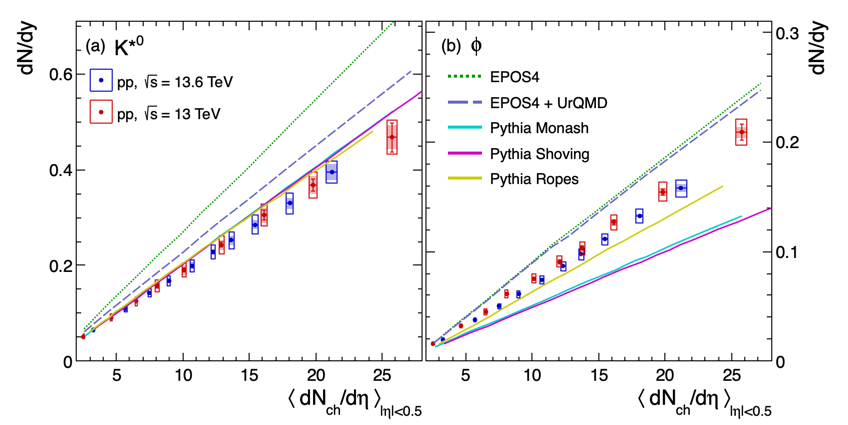 (a) K*⁰
pp, √s = 13.6 TeV
pp, √s = 13 TeV
dN/dy
0.6
0.4
0.2
0
5 10 15 20 25
⟨ dN_ch/dη ⟩_|η|<0.5
(b) ϕ
EPOS4
EPOS4 + UrQMD
Pythia Monash
Pythia Shoving
Pythia Ropes
dN/dy
0.3
0.2
0.1
0
5 10 15 20 25
⟨ dN_ch/dη ⟩_|η|<0.5